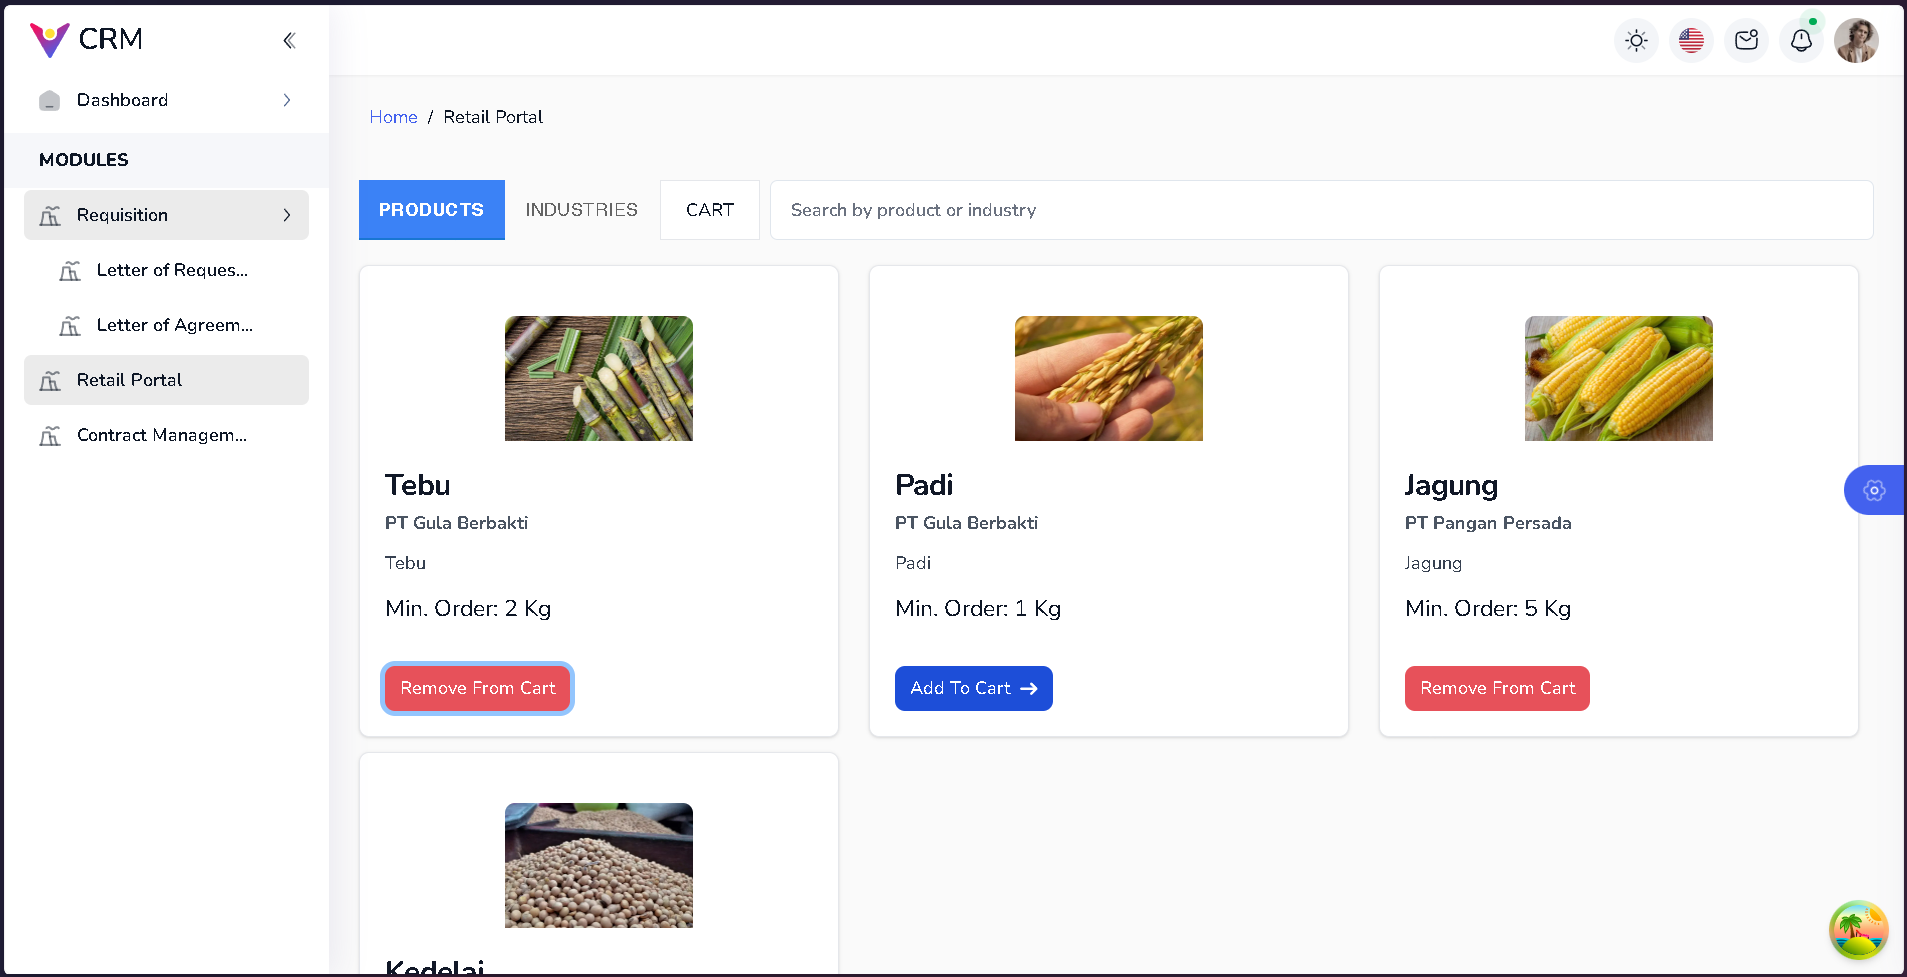 CRM
Dashboard
MODULES
Requisition
Letter of Reques...
Letter of Agreem...
Retail Portal
Contract Managem...
Home / Retail Portal
PRODUCTS
INDUSTRIES
CART
Search by product or industry
Tebu
PT Gula Berbakti
Tebu
Min. Order: 2 Kg
Remove From Cart
Padi
PT Gula Berbakti
Padi
Min. Order: 1 Kg
Add To Cart
Jagung
PT Pangan Persada
Jagung
Min. Order: 5 Kg
Remove From Cart
Kedelai